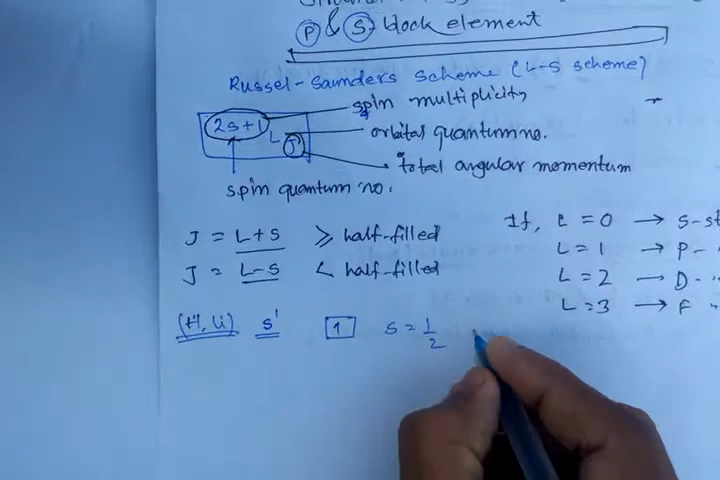 P & S-block element
Russel-Saunders scheme (L-S scheme)
2s+1 L J
spin multiplicity
orbital quantum no.
total angular momentum
spin quantum no.
J = L+S ≥ half-filled
J = L-S < half-filled
If, L=0 → S-st
L=1 → P-"
L=2 → D-"
L=3 → F "
(H, Li) s¹ 1 s = 1/2